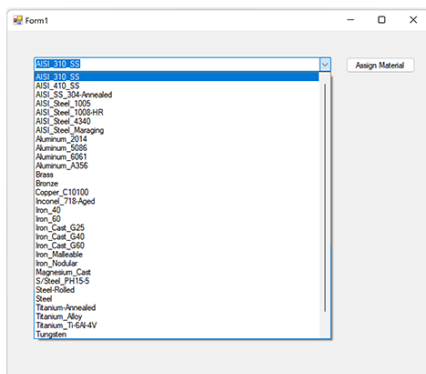 Form1
AISI_310_SS
Assign Material
AISI_310_SS
AISI_410_SS
AISI_SS_304-Annealed
AISI_Steel_1005
AISI_Steel_1008-HR
AISI_Steel_4340
AISI_Steel_Maraging
Aluminum_2014
Aluminum_5086
Aluminum_6061
Aluminum_A356
Brass
Bronze
Copper_C10100
Inconel_718-Aged
Iron_40
Iron_60
Iron_Cast_G25
Iron_Cast_G40
Iron_Cast_G60
Iron_Malleable
Iron_Nodular
Magnesium_Cast
S/Steel_PH15-5
Steel-Rolled
Steel
Titanium-Annealed
Titanium_Alloy
Titanium_Ti-6Al-4V
Tungsten